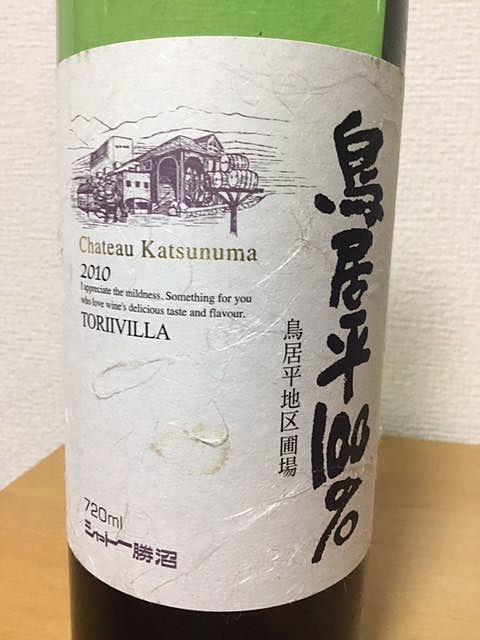 鳥居平100%
鳥居平地区圃場
Chateau Katsunuma
2010
I appreciate the mildness. Something for you
who love wine's delicious taste and flavour.
TORIIVILLA
720ml
シャトー勝沼